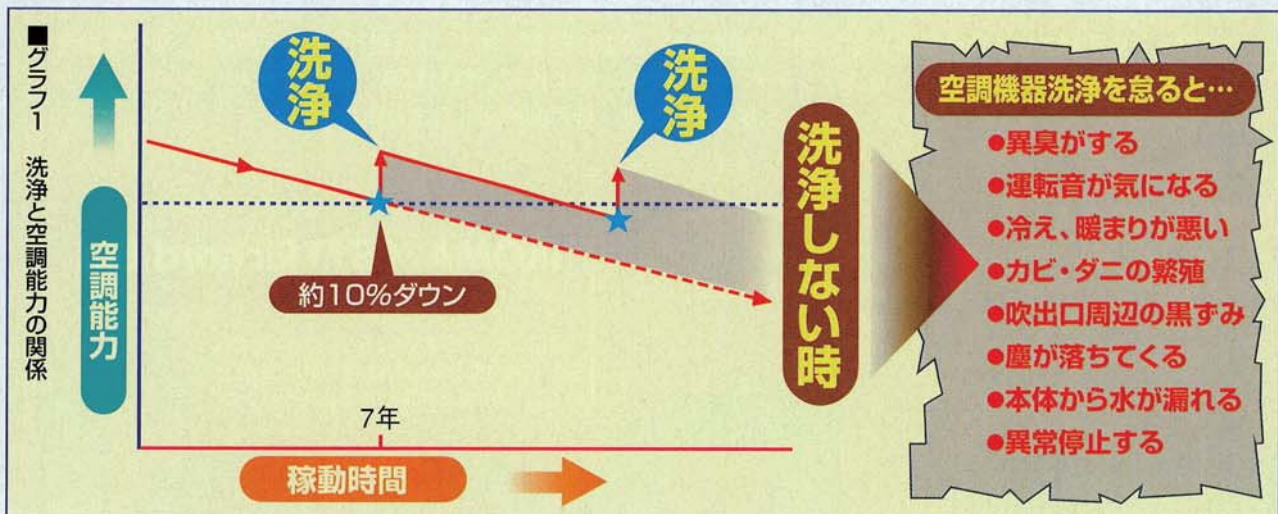 ■グラフ1 洗浄と空調能力の関係
空調能力
洗浄
洗浄
約10%ダウン
7年
稼動時間
洗浄しない時
空調機器洗浄を怠ると…
●異臭がする
●運転音が気になる
●冷え、暖まりが悪い
●カビ・ダニの繁殖
●吹出口周辺の黒ずみ
●塵が落ちてくる
●本体から水が漏れる
●異常停止する